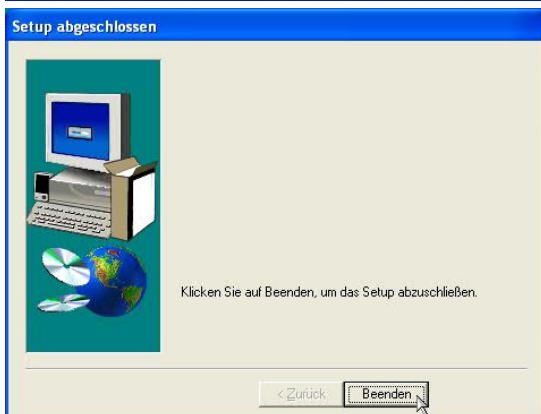 Setup abgeschlossen
Klicken Sie auf Beenden, um das Setup abzuschließen.
< Zurück
Beenden